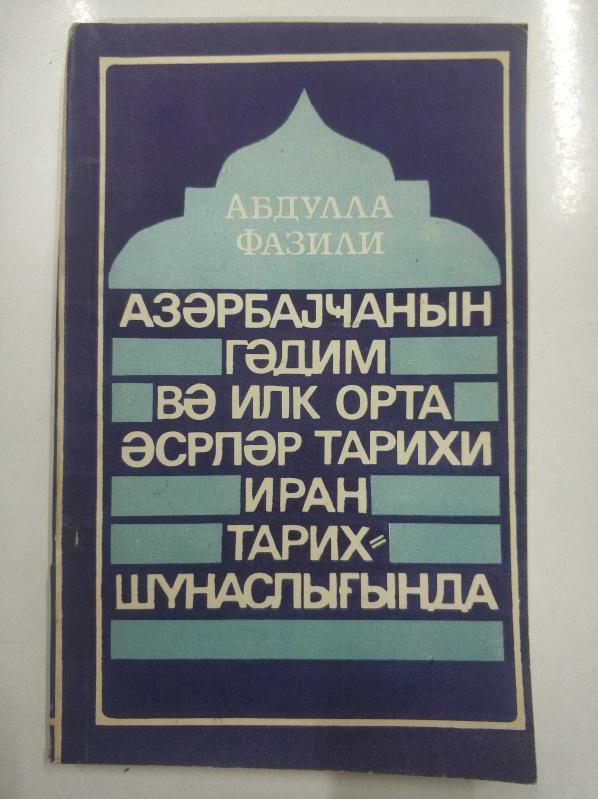 АБДУЛЛА
ФАЗИЛИ
АЗӘРБАЈҸАНЫН
ГӘДИМ
ВӘ ИЛК ОРТА
ӘСРЛӘР ТАРИХИ
ИРАН
ТАРИХ=
ШҮНАСЛЫҒЫНДА